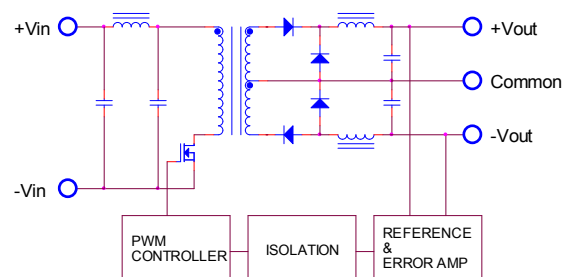 +Vin
+Vout
Common
-Vin
-Vout
PWM
CONTROLLER
ISOLATION
REFERENCE
&
ERROR AMP